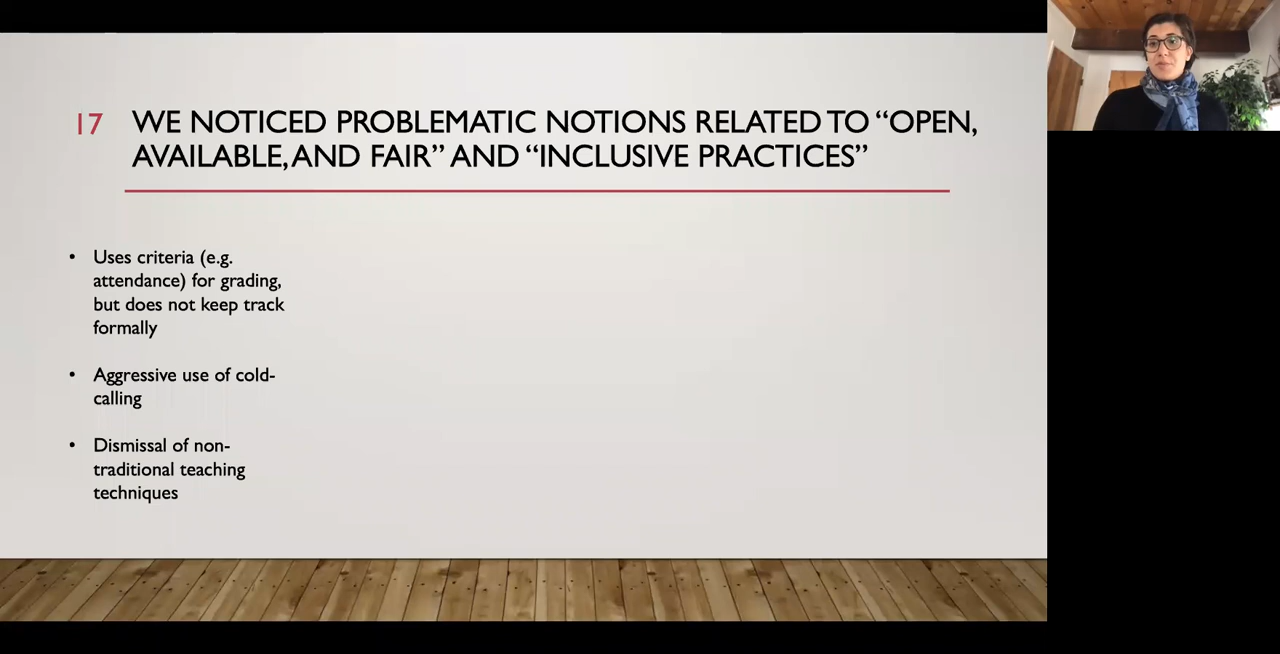 17
WE NOTICED PROBLEMATIC NOTIONS RELATED TO “OPEN,
AVAILABLE, AND FAIR” AND “INCLUSIVE PRACTICES”
• Uses criteria (e.g.
attendance) for grading,
but does not keep track
formally
• Aggressive use of cold-
calling
• Dismissal of non-
traditional teaching
techniques